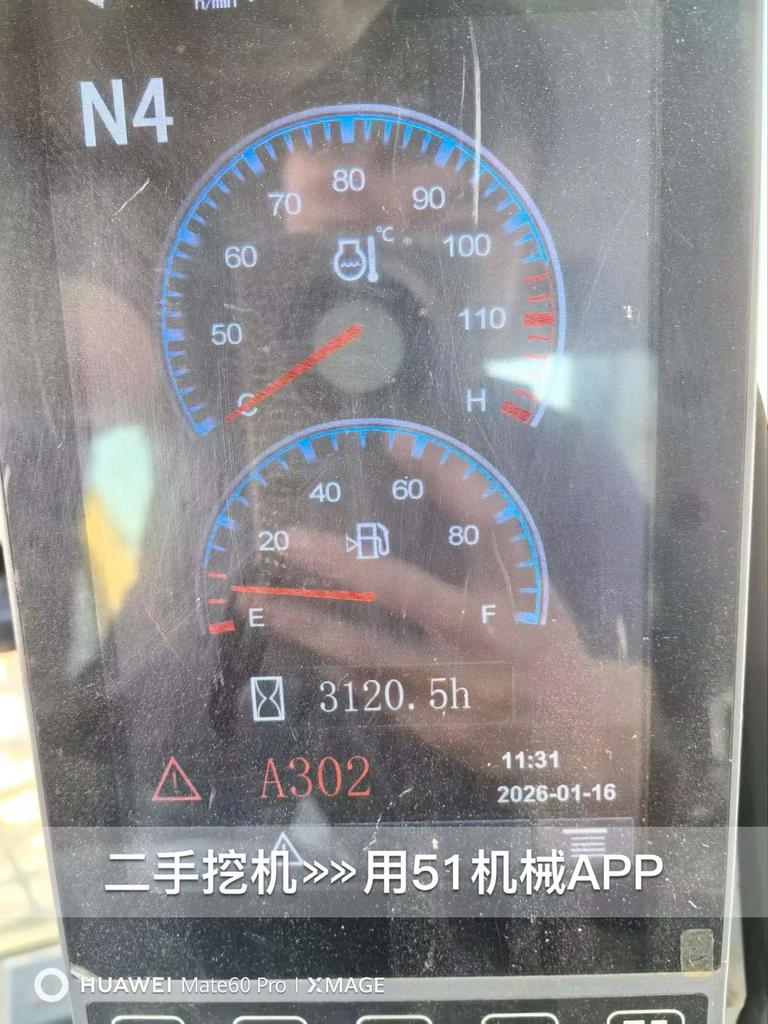 n/min
N4
80
70
90
℃
60
100
50
110
C
H
40
60
20
80
E
F
3120.5h
A302
11:31
2026-01-16
二手挖机>>>>用51机械APP
HUAWEI Mate60 Pro | XMAGE